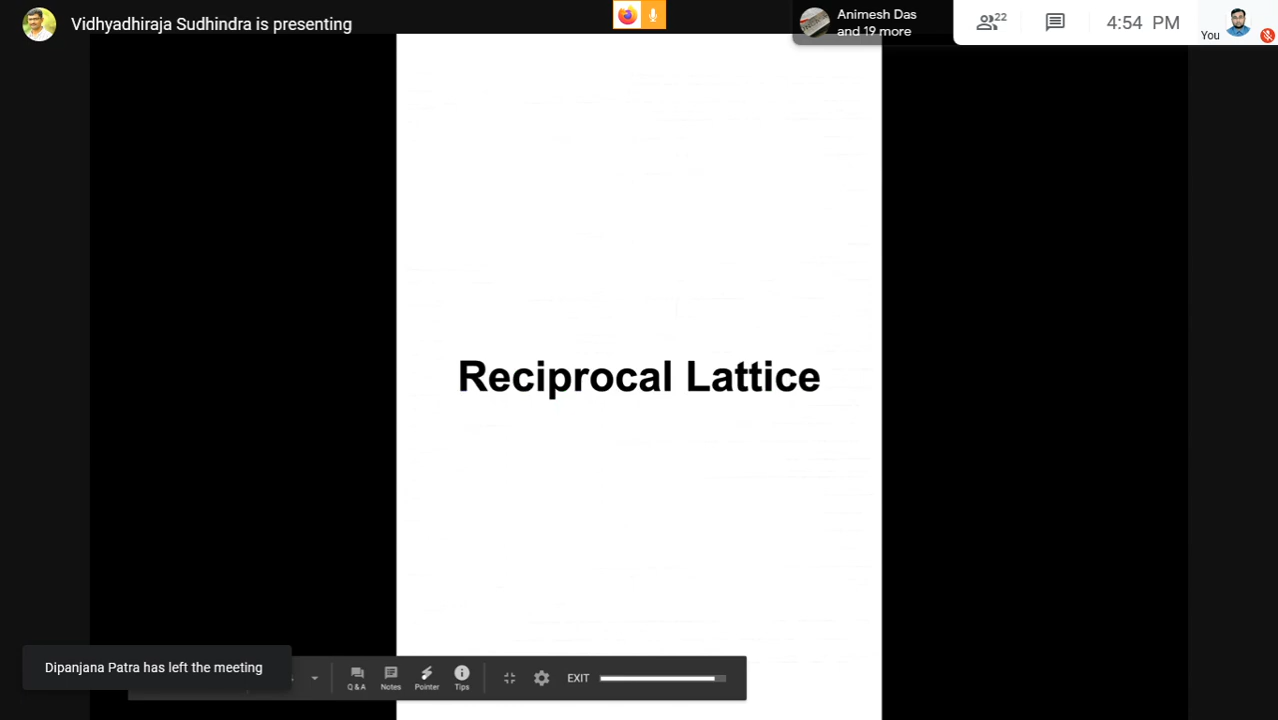 Vidhyadhiraja Sudhindra is presenting
Animesh Das
and 19 more
22
4:54 PM
You
Reciprocal Lattice
Dipanjana Patra has left the meeting
Q & A
Notes
Pointer
Tips
EXIT